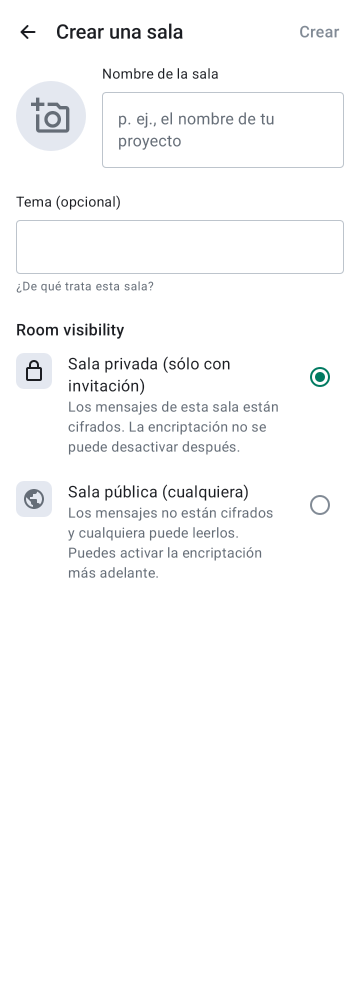 Crear una sala
Crear
Nombre de la sala
p. ej., el nombre de tu
proyecto
Tema (opcional)
¿De qué trata esta sala?
Room visibility
Sala privada (sólo con
invitación)
Los mensajes de esta sala están
cifrados. La encriptación no se
puede desactivar después.
Sala pública (cualquiera)
Los mensajes no están cifrados
y cualquiera puede leerlos.
Puedes activar la encriptación
más adelante.